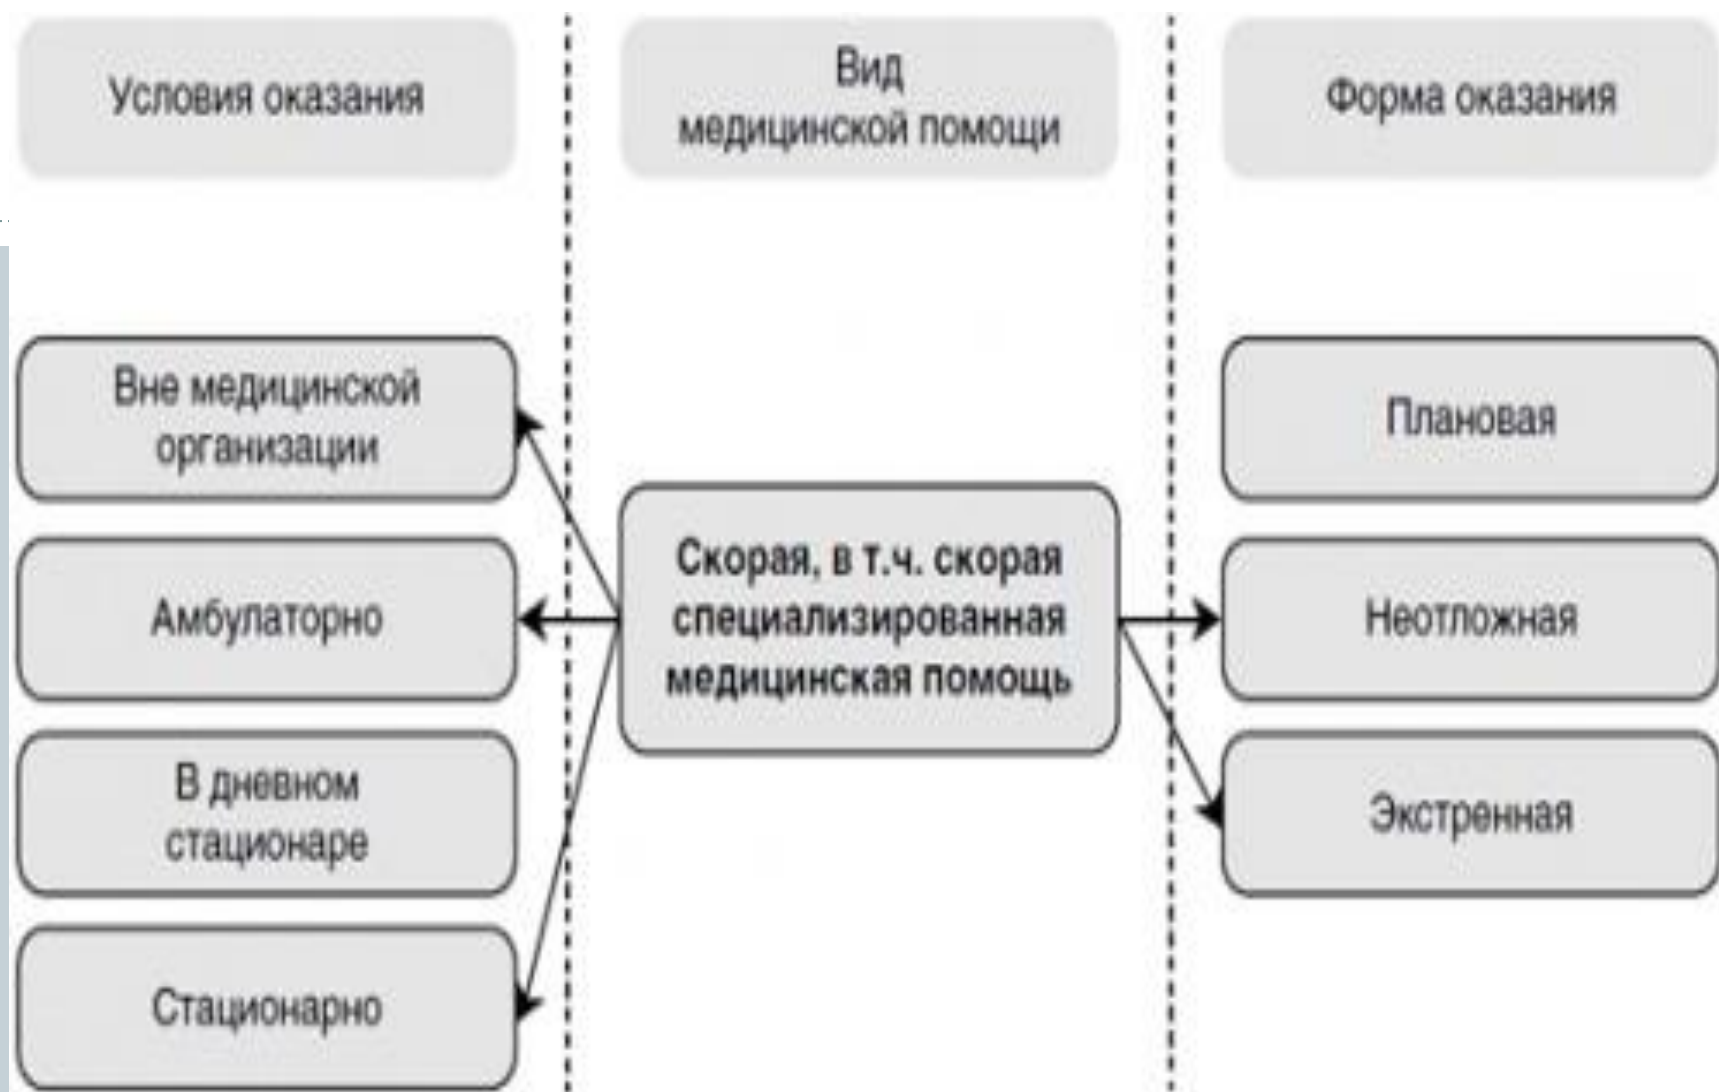 Условия оказания
Вид
медицинской помощи
Форма оказания
Вне медицинской
организации
Амбулаторно
В дневном
стационаре
Стационарно
Скорая, в т.ч. скорая
специализированная
медицинская помощь
Плановая
Неотложная
Экстренная